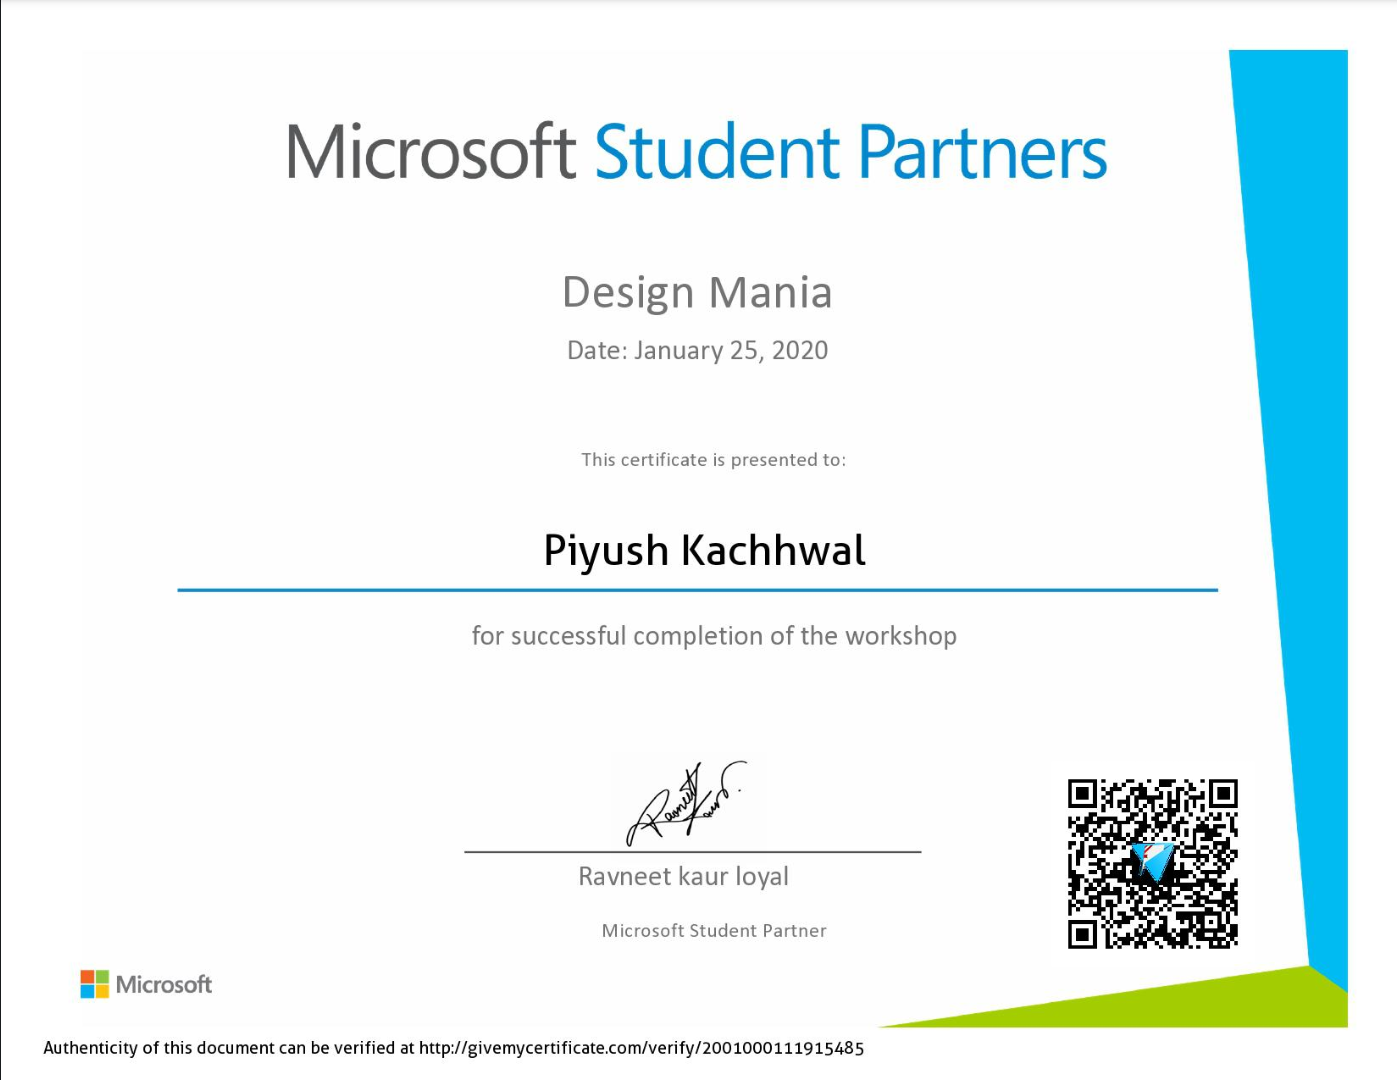 Microsoft Student Partners
Design Mania
Date: January 25, 2020
This certificate is presented to:
Piyush Kachhwal
for successful completion of the workshop
Ravneet Kaur
Ravneet kaur loyal
Microsoft Student Partner
Microsoft
Authenticity of this document can be verified at http://givemycertificate.com/verify/2001000111915485